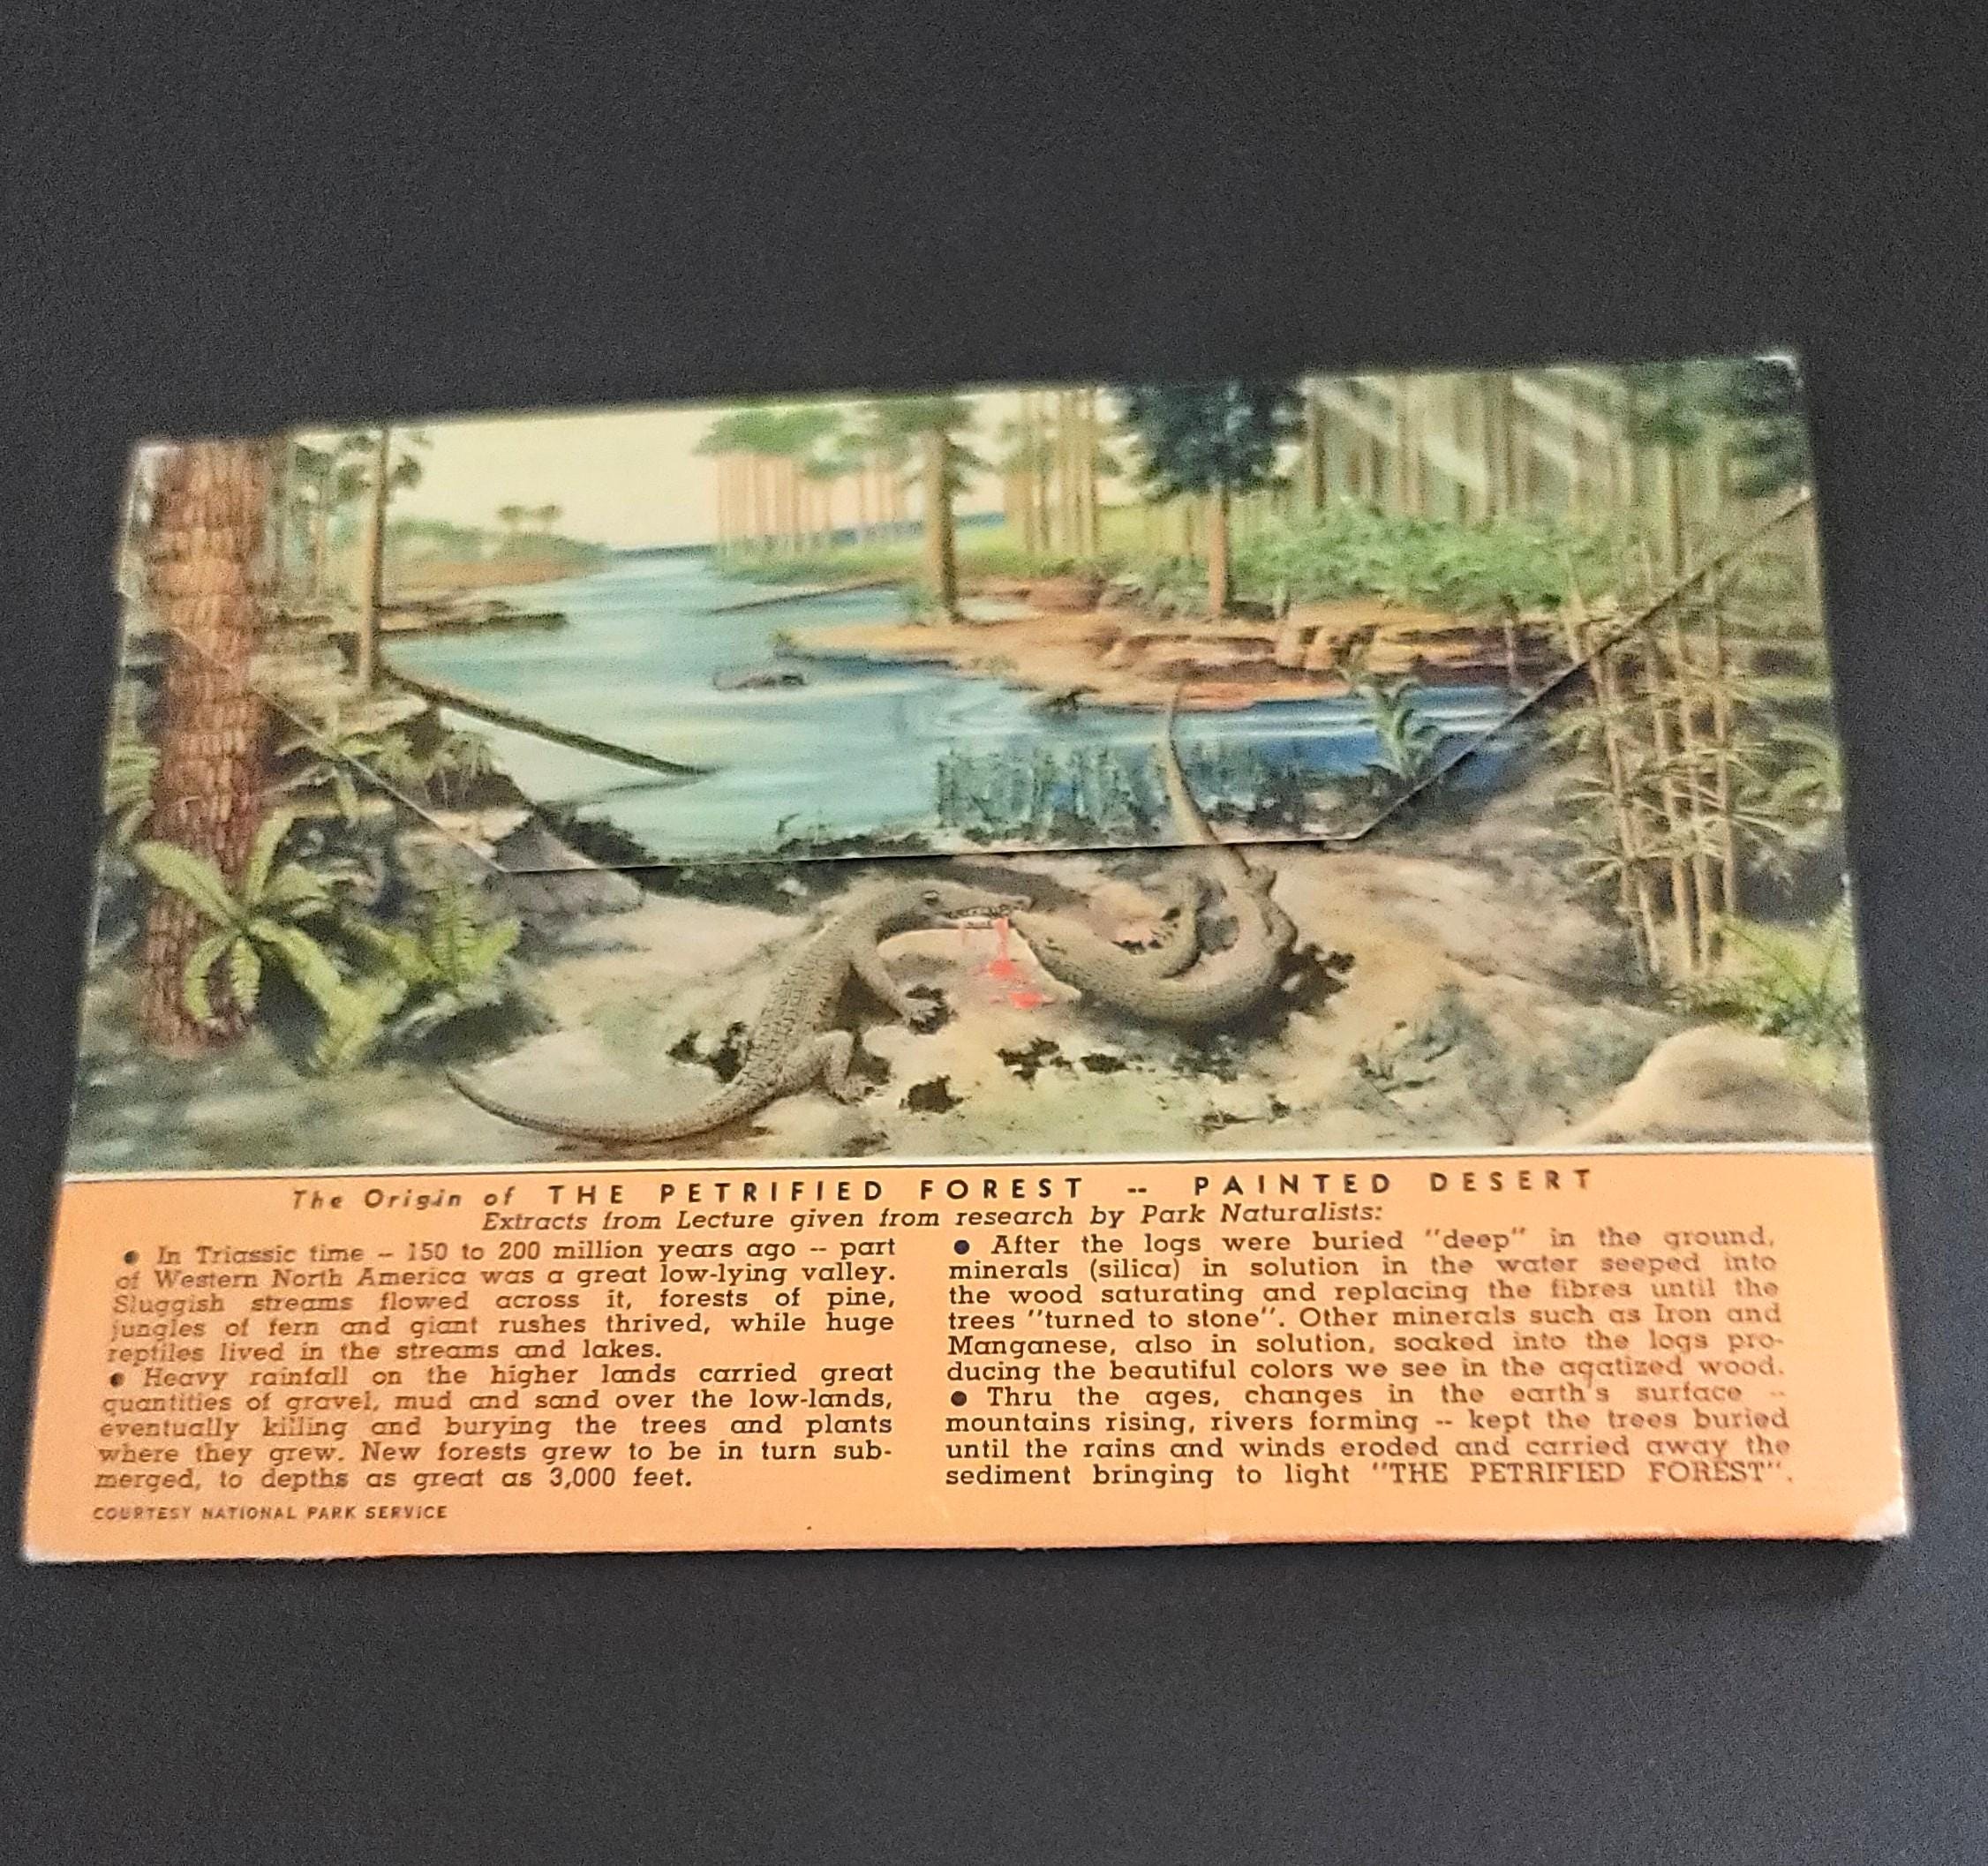 The Origin of THE PETRIFIED FOREST -- PAINTED DESERT
Extracts from Lecture given from research by Park Naturalists:
● In Triassic time -- 150 to 200 million years ago -- part
of Western North America was a great low-lying valley.
Sluggish streams flowed across it, forests of pine,
jungles of fern and giant rushes thrived, while huge
reptiles lived in the streams and lakes.
● Heavy rainfall on the higher lands carried great
quantities of gravel, mud and sand over the low-lands,
eventually killing and burying the trees and plants
where they grew. New forests grew to be in turn sub-
merged, to depths as great as 3,000 feet.
COURTESY NATIONAL PARK SERVICE
● After the logs were buried "deep" in the ground,
minerals (silica) in solution in the water seeped into
the wood saturating and replacing the fibres until the
trees "turned to stone". Other minerals such as Iron and
Manganese, also in solution, soaked into the logs pro-
ducing the beautiful colors we see in the agatized wood.
● Thru the ages, changes in the earth's surface --
mountains rising, rivers forming -- kept the trees buried
until the rains and winds eroded and carried away the
sediment bringing to light "THE PETRIFIED FOREST".